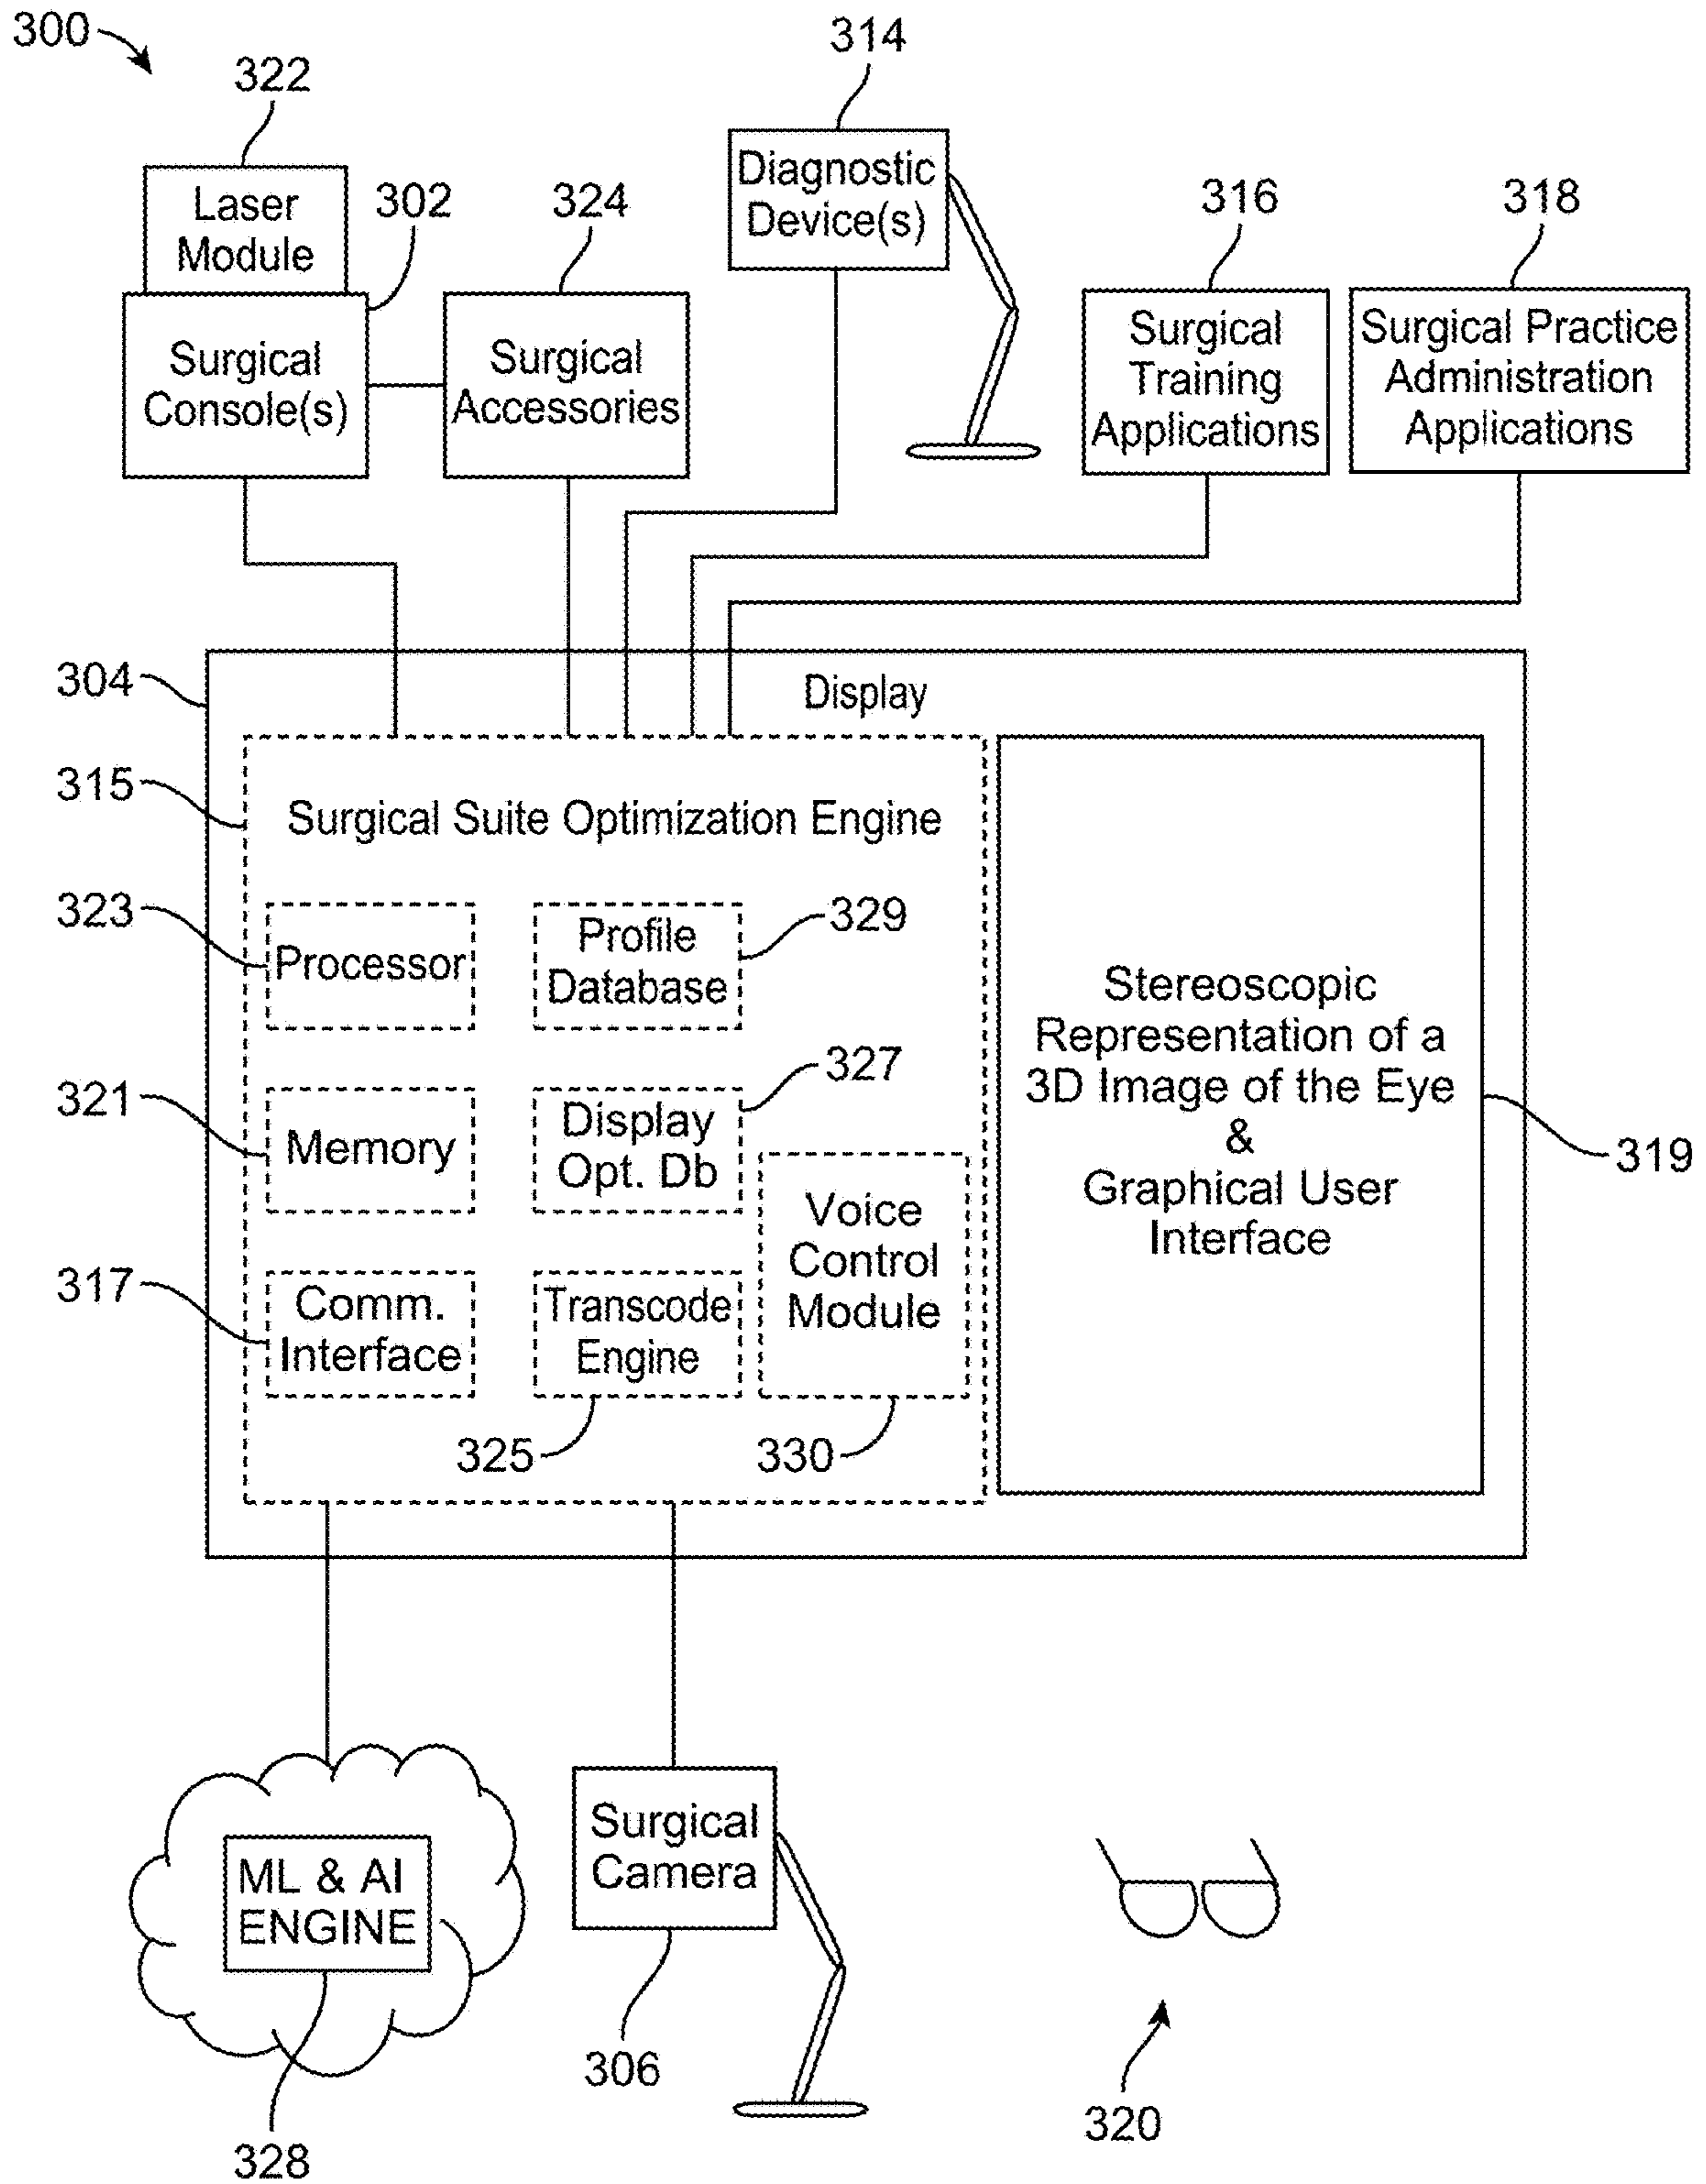 300
322
314
Laser
Module
302
324
Diagnostic
Device(s)
316
318
Surgical
Console(s)
Surgical
Accessories
Surgical
Training
Applications
Surgical Practice
Administration
Applications
304
Display
315
Surgical Suite Optimization Engine
323
Processor
Profile
Database
329
321
Memory
Display
Opt. Db
327
317
Comm.
Interface
Transcode
Engine
325
Voice
Control
Module
330
Stereoscopic
Representation of a
3D Image of the Eye
&
Graphical User
Interface
319
ML & AI
ENGINE
328
Surgical
Camera
306
320